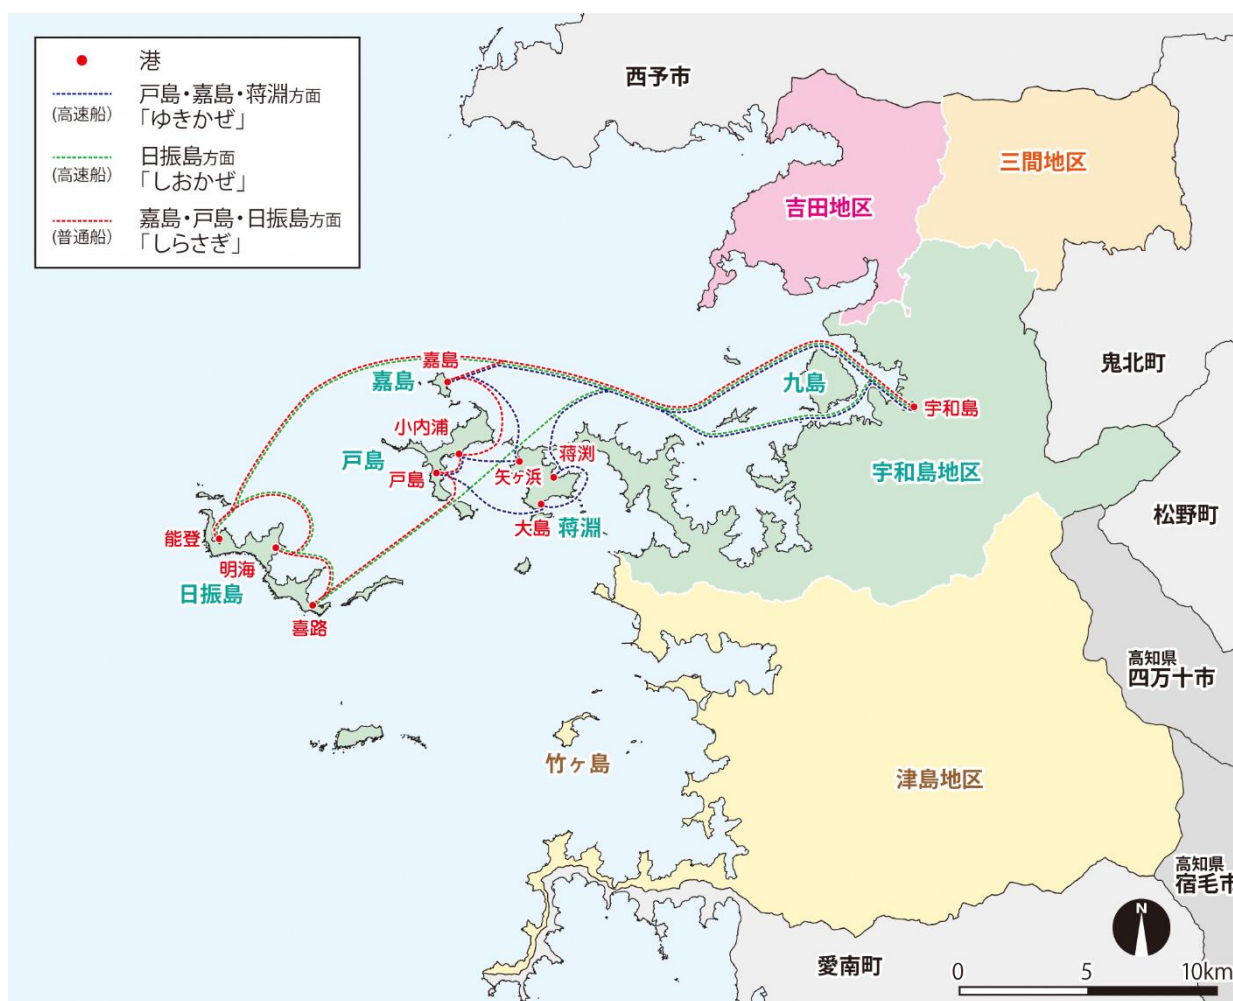 港
戸島・嘉島・蒋淵方面
(高速船)
「ゆきかぜ」
日振島方面
(高速船)
「しおかぜ」
嘉島・戸島・日振島方面
(普通船)
「しらさぎ」
西予市
三間地区
吉田地区
鬼北町
嘉島
嘉島
九島
宇和島
小内浦
戸島
戸島
蒋渕
矢ヶ浜
宇和島地区
大島
蒋淵
松野町
能登
明海
日振島
喜路
高知県
四万十市
竹ヶ島
津島地区
高知県
宿毛市
N
愛南町
0 5 10km